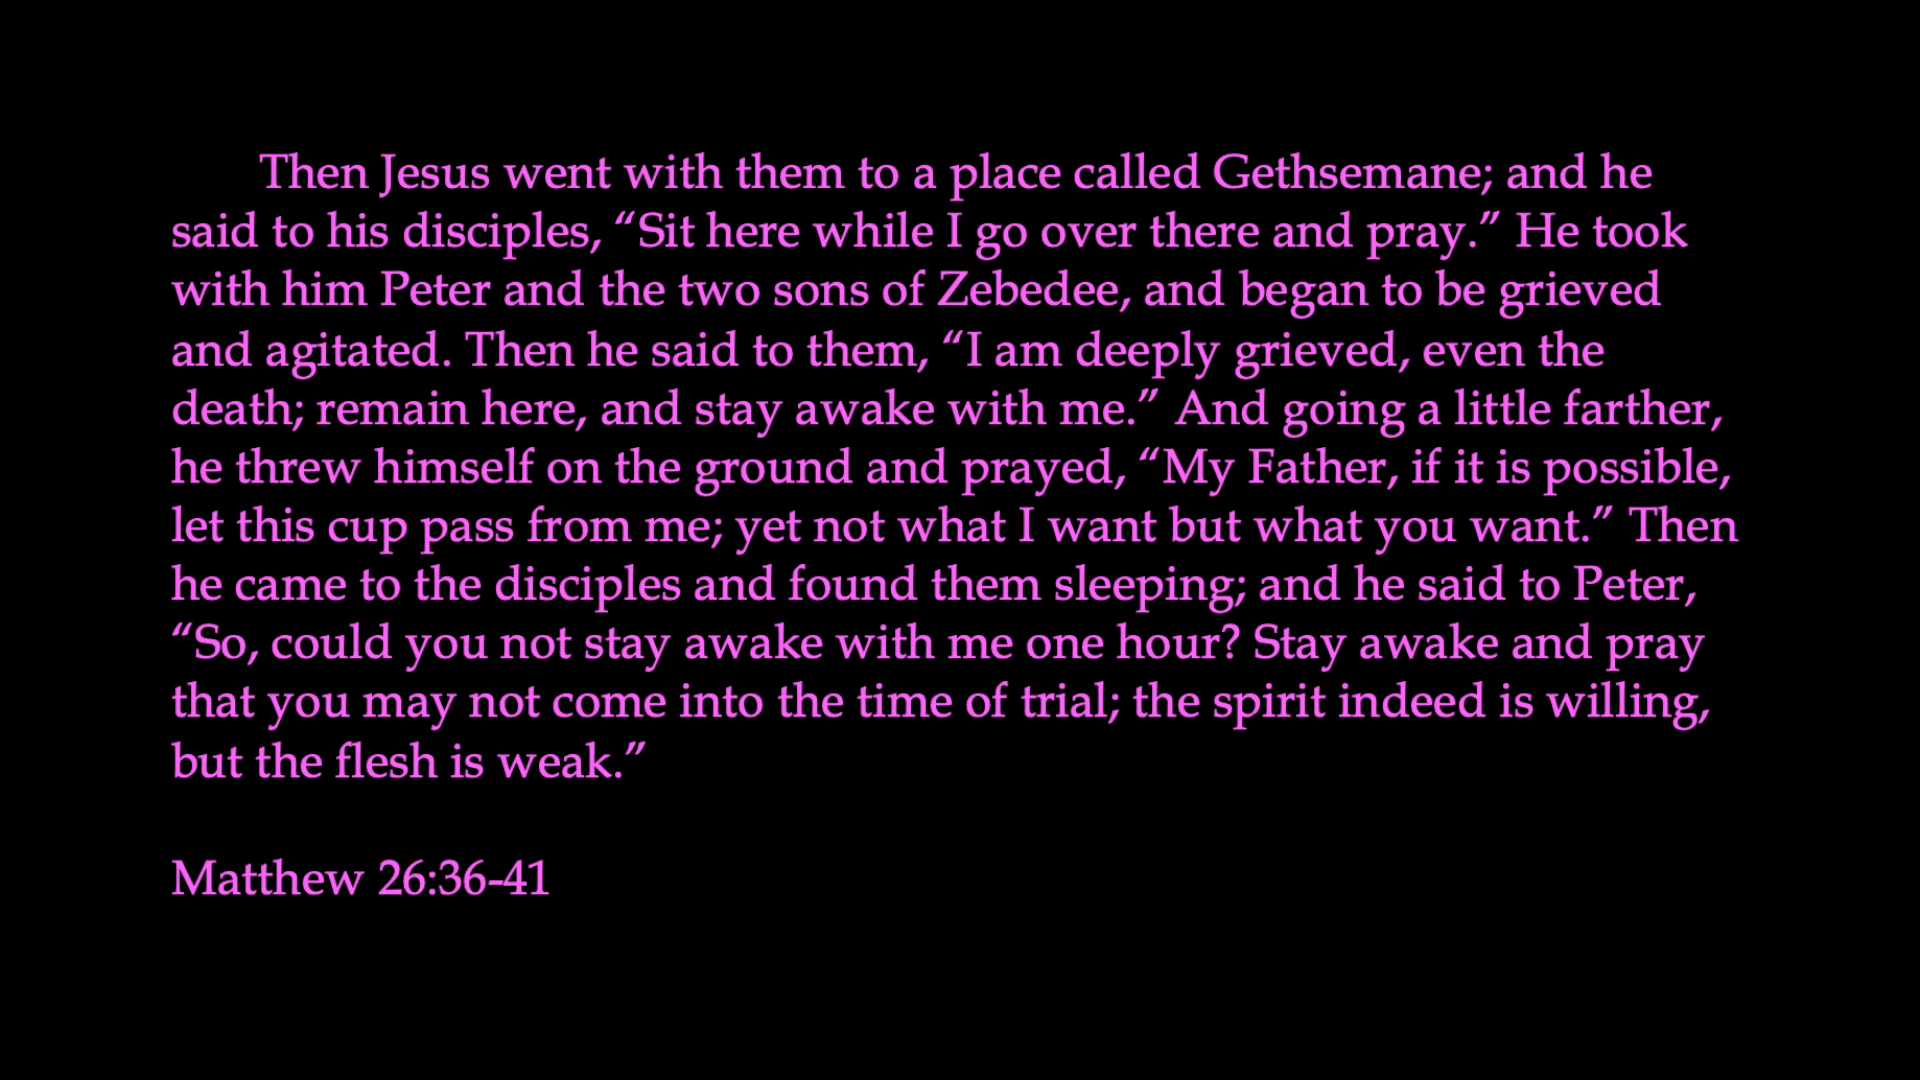 Then Jesus went with them to a place called Gethsemane; and he
said to his disciples, “Sit here while I go over there and pray.” He took
with him Peter and the two sons of Zebedee, and began to be grieved
and agitated. Then he said to them, “I am deeply grieved, even the
death; remain here, and stay awake with me.” And going a little farther,
he threw himself on the ground and prayed, “My Father, if it is possible,
let this cup pass from me; yet not what I want but what you want.” Then
he came to the disciples and found them sleeping; and he said to Peter,
“So, could you not stay awake with me one hour? Stay awake and pray
that you may not come into the time of trial; the spirit indeed is willing,
but the flesh is weak.”
Matthew 26:36-41